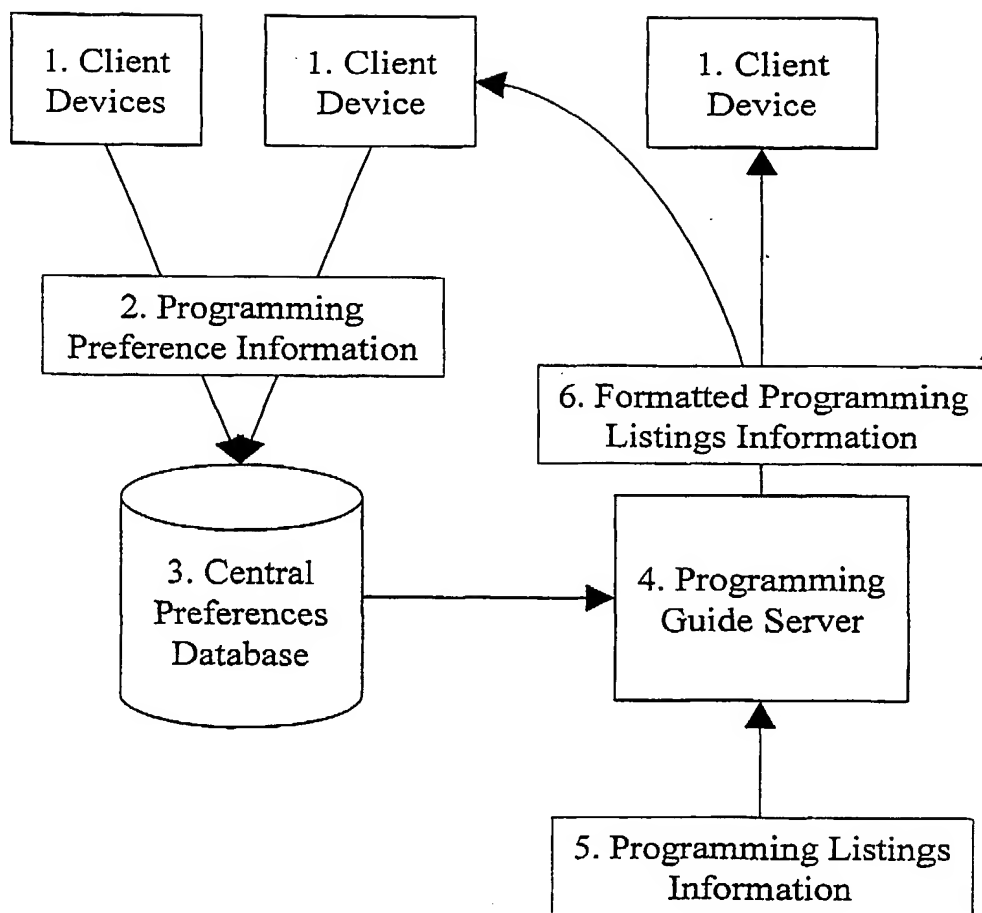 1. Client
Devices
1. Client
Device
1. Client
Device
2. Programming
Preference Information
6. Formatted Programming
Listings Information
3. Central
Preferences
Database
4. Programming
Guide Server
5. Programming Listings
Information